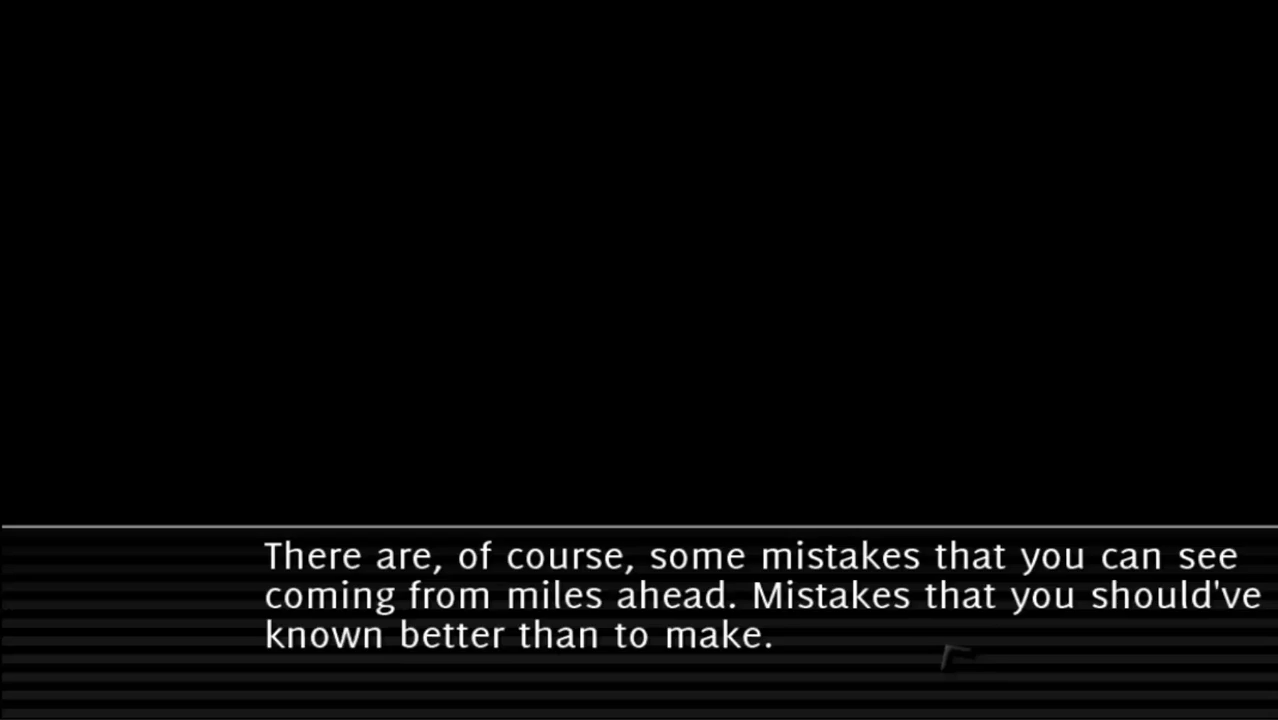 There are, of course, some mistakes that you can see
coming from miles ahead. Mistakes that you should've
known better than to make.